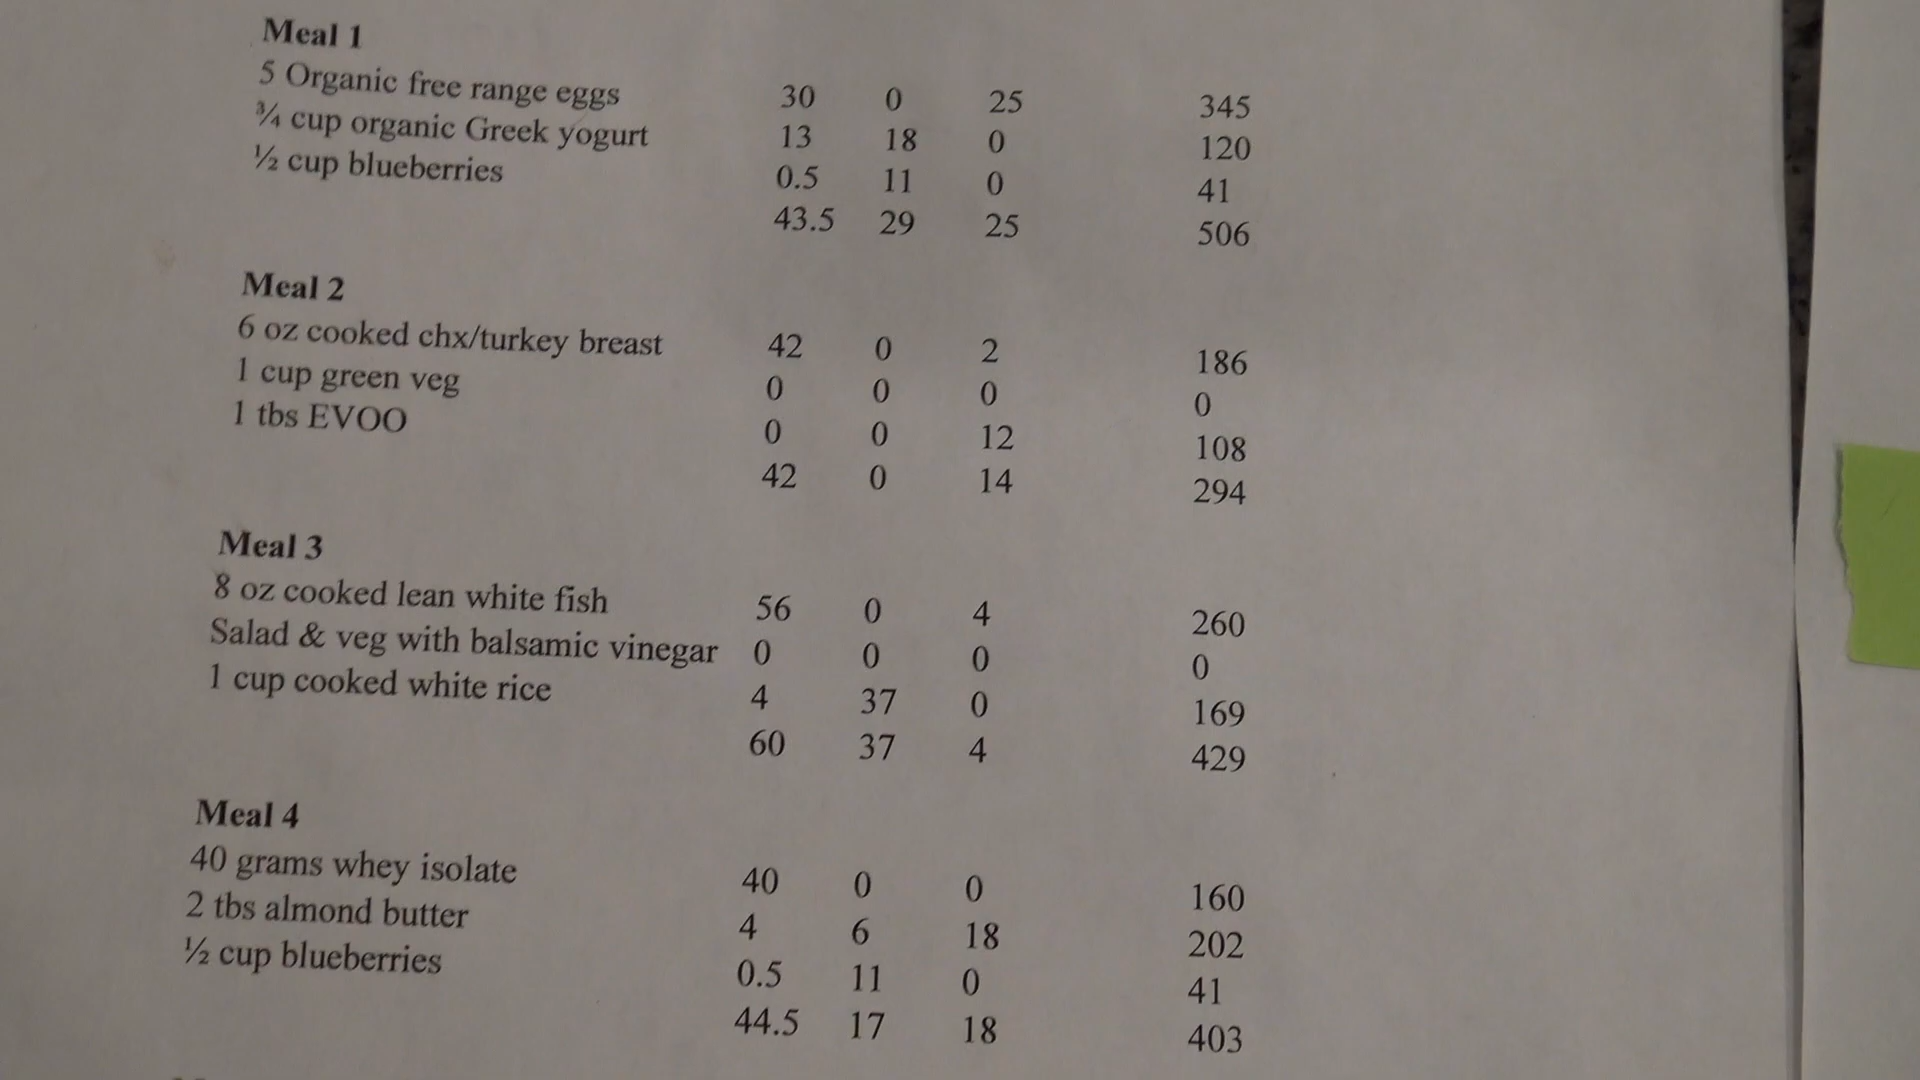 Meal 1
5 Organic free range eggs 30 0 25 345
¾ cup organic Greek yogurt 13 18 0 120
½ cup blueberries 0.5 11 0 41
43.5 29 25 506
Meal 2
6 oz cooked chx/turkey breast 42 0 2 186
1 cup green veg 0 0 0 0
1 tbs EVOO 0 0 12 108
42 0 14 294
Meal 3
8 oz cooked lean white fish 56 0 4 260
Salad & veg with balsamic vinegar 0 0 0 0
1 cup cooked white rice 4 37 0 169
60 37 4 429
Meal 4
40 grams whey isolate 40 0 0 160
2 tbs almond butter 4 6 18 202
½ cup blueberries 0.5 11 0 41
44.5 17 18 403